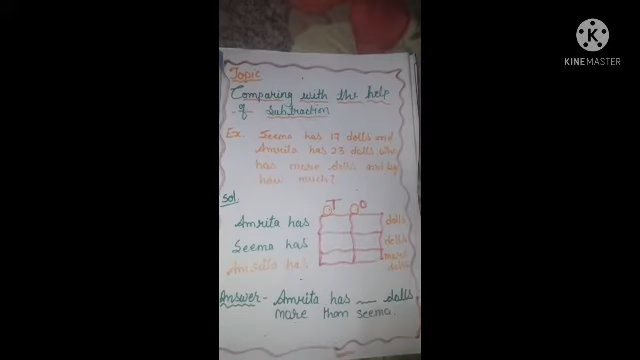 K
KINEMASTER
Topic
Comparing with the help
of Subtraction
Ex. Seema has 17 dolls and
Amrita has 23 dolls who
has more dolls and by
how much?
Sol.
T O
Amrita has dolls
Seema has dolls
Amrita has more dolls
Answer - Amrita has __ dolls
more than Seema.